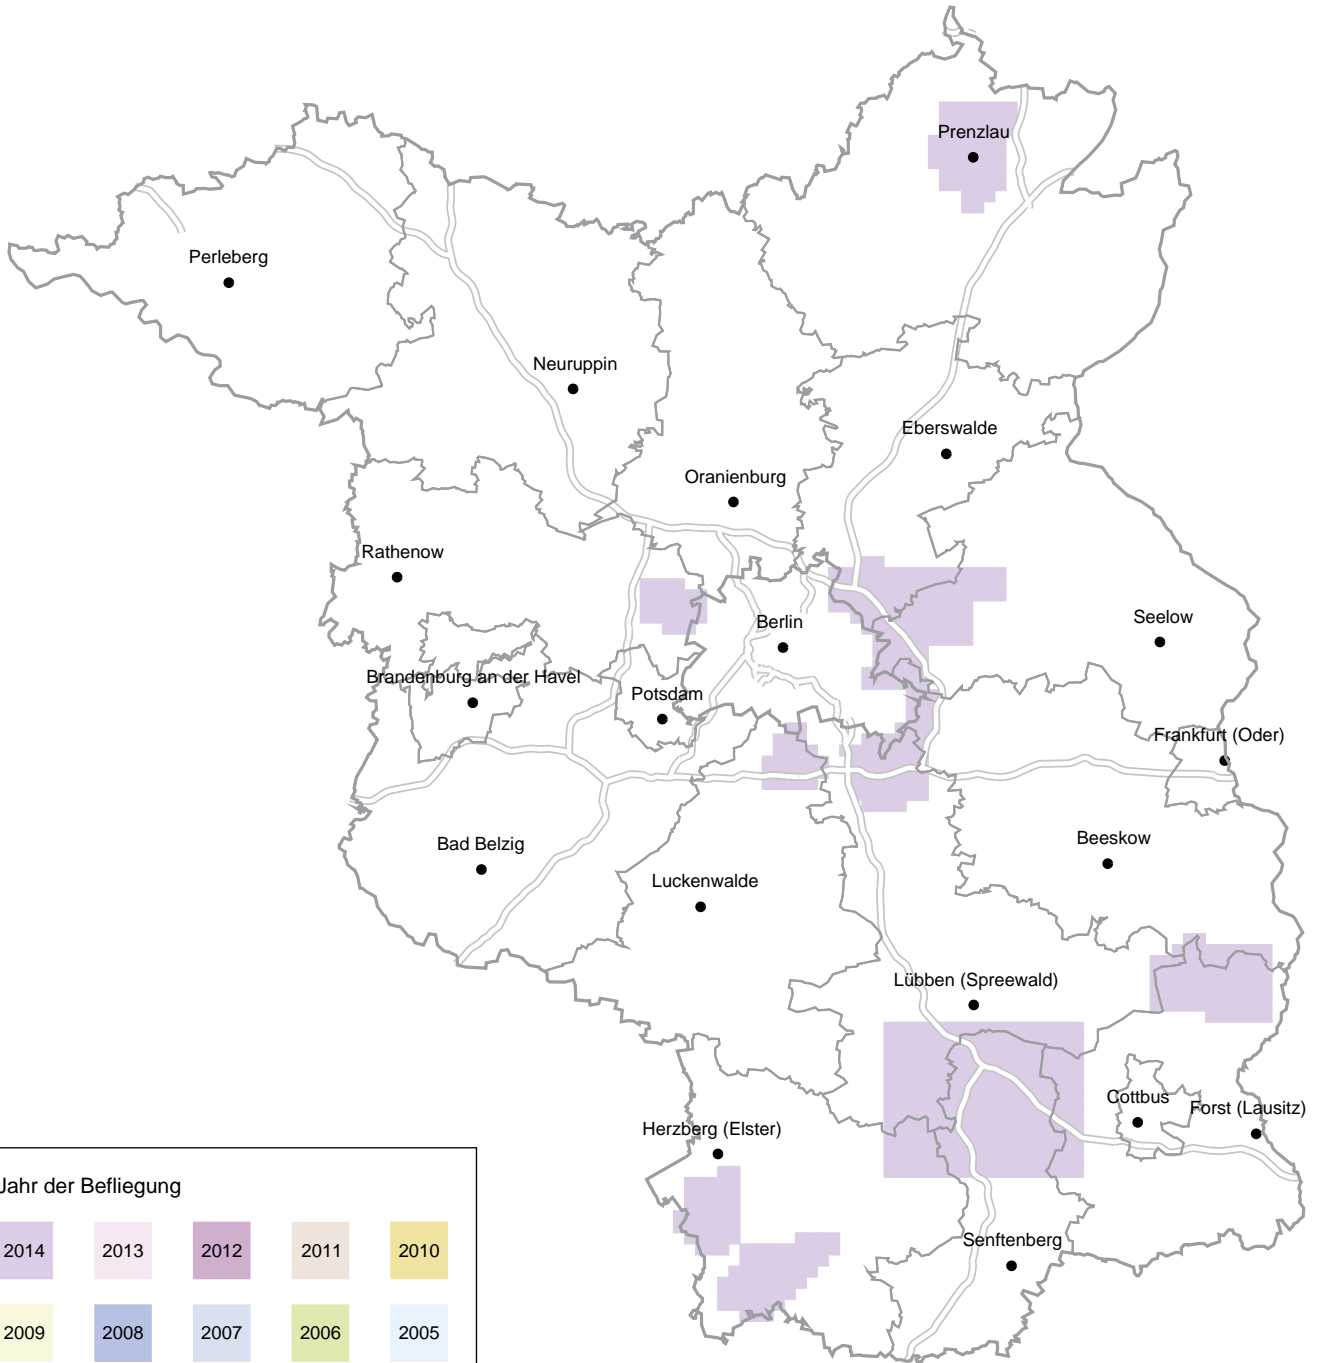 Prenzlau
Perleberg
Neuruppin
Eberswalde
Oranienburg
Rathenow
Berlin
Seelow
Brandenburg an der Havel
Potsdam
Frankfurt (Oder)
Bad Belzig
Beeskow
Luckenwalde
Lübben (Spreewald)
Cottbus
Forst (Lausitz)
Herzberg (Elster)
Senftenberg
Jahr der Befliegung
2014 2013 2012 2011 2010
2009 2008 2007 2006 2005